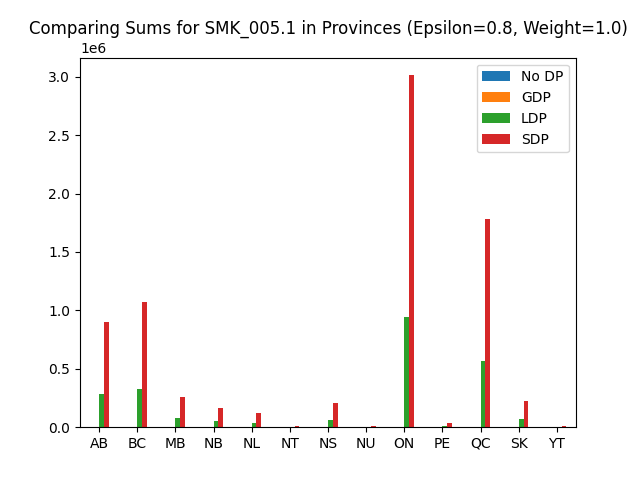 Comparing Sums for SMK_005.1 in Provinces (Epsilon=0.8, Weight=1.0)
1e6
No DP
GDP
LDP
SDP
3.0
2.5
2.0
1.5
1.0
0.5
0.0
AB BC MB NB NL NT NS NU ON PE QC SK YT